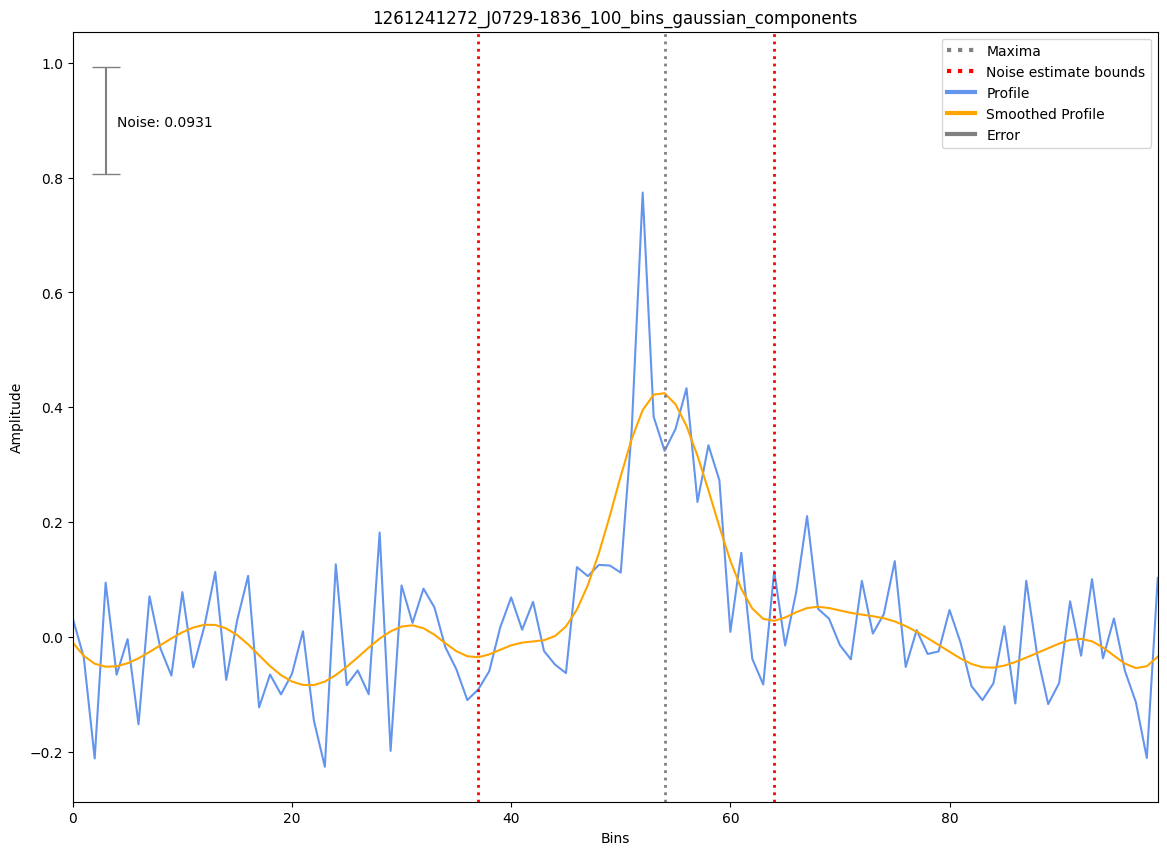 1261241272_J0729-1836_100_bins_gaussian_components
Maxima
Noise estimate bounds
Profile
Smoothed Profile
Error
Noise: 0.0931
Amplitude
1.0
0.8
0.6
0.4
0.2
0.0
−0.2
0 20 40 60 80
Bins